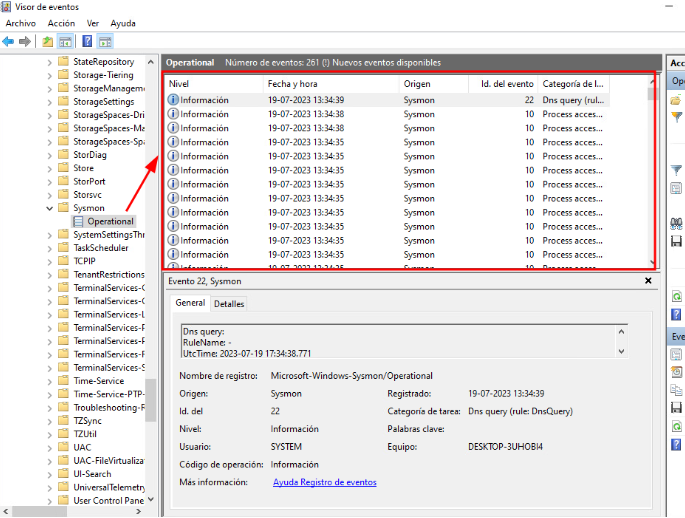 Visor de eventos
Archivo Acción Ver Ayuda
StateRepository
Storage-Tiering
StorageManageme
StorageSettings
StorageSpaces-Dri
StorageSpaces-Ma
StorageSpaces-Spa
StorDiag
Store
StorPort
Storsvc
Sysmon
Operational
SystemSettingsThr
TaskScheduler
TCPIP
TenantRestrictions
TerminalServices-C
TerminalServices-G
TerminalServices-L
TerminalServices-P
TerminalServices-P
TerminalServices-F
TerminalServices-S
Time-Service
Time-Service-PTP-
Troubleshooting-R
TZSync
TZUtil
UAC
UAC-FileVirtualiza
UI-Search
UniversalTelemetry
User Control Pane
Operational Número de eventos: 261 (!) Nuevos eventos disponibles
Nivel Fecha y hora Origen Id. del evento Categoría de l...
Información 19-07-2023 13:34:39 Sysmon 22 Dns query (rul...
Información 19-07-2023 13:34:38 Sysmon 10 Process acces...
Información 19-07-2023 13:34:38 Sysmon 10 Process acces...
Información 19-07-2023 13:34:35 Sysmon 10 Process acces...
Información 19-07-2023 13:34:35 Sysmon 10 Process acces...
Información 19-07-2023 13:34:35 Sysmon 10 Process acces...
Información 19-07-2023 13:34:35 Sysmon 10 Process acces...
Información 19-07-2023 13:34:35 Sysmon 10 Process acces...
Información 19-07-2023 13:34:35 Sysmon 10 Process acces...
Información 19-07-2023 13:34:35 Sysmon 10 Process acces...
Información 19-07-2023 13:34:35 Sysmon 10 Process acces...
Información 19-07-2023 13:34:35 Sysmon 10 Process acces...
Información 19-07-2023 13:34:35 Sysmon 10 Process acces...
Evento 22, Sysmon
General Detalles
Dns query:
RuleName: -
UtcTime: 2023-07-19 17:34:38.771
Nombre de registro: Microsoft-Windows-Sysmon/Operational
Origen: Sysmon Registrado: 19-07-2023 13:34:39
Id. del 22 Categoría de tarea: Dns query (rule: DnsQuery)
Nivel: Información Palabras clave:
Usuario: SYSTEM Equipo: DESKTOP-3UHOBI4
Código de operación: Información
Más información: Ayuda Registro de eventos
Acc
Ope
Eve